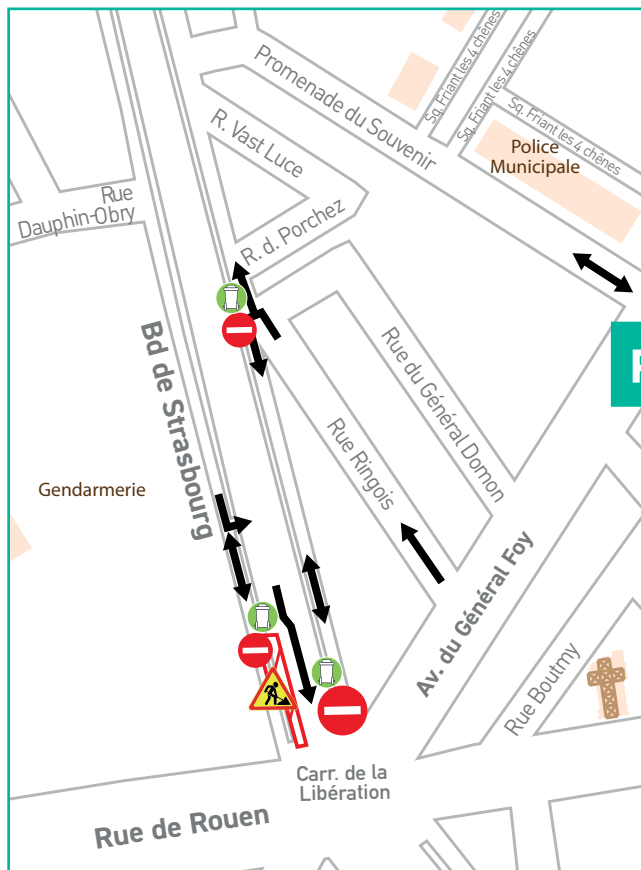 Promenade du Souvenir
Sq. Friant les 4 chênes
Sq. Friant les 4 chênes
Sq. Friant les 4 chênes
R. Vast Luce
Police
Municipale
Rue
Dauphin-Obry
R. d. Porchez
Bd de Strasbourg
P
Rue du Général Domon
Rue Ringois
Gendarmerie
Av. du Général Foy
Rue Boutmy
Carr. de la
Libération
Rue de Rouen